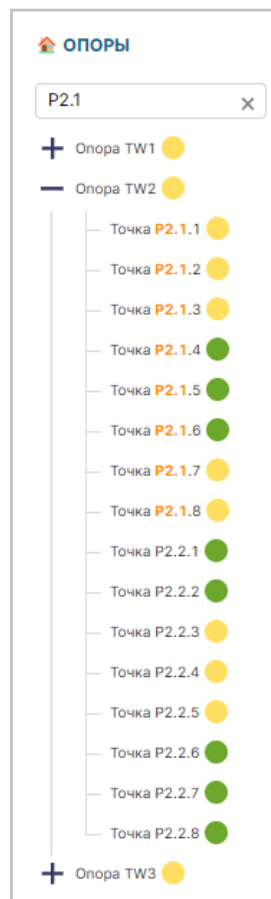 ОПОРЫ
P2.1
Опора TW1
Опора TW2
Точка P2.1.1
Точка P2.1.2
Точка P2.1.3
Точка P2.1.4
Точка P2.1.5
Точка P2.1.6
Точка P2.1.7
Точка P2.1.8
Точка P2.2.1
Точка P2.2.2
Точка P2.2.3
Точка P2.2.4
Точка P2.2.5
Точка P2.2.6
Точка P2.2.7
Точка P2.2.8
Опора TW3